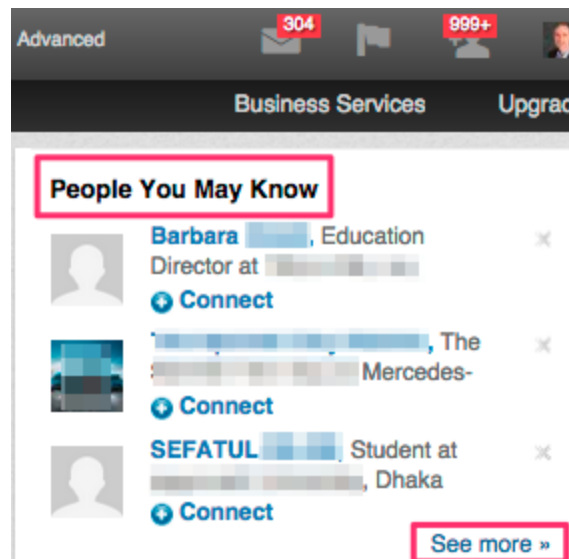 Advanced
304
999+
Business Services
Upgrad
People You May Know
Barbara , Education
Director at
Connect
, The
Mercedes-
Connect
SEFATUL , Student at
, Dhaka
Connect
See more »